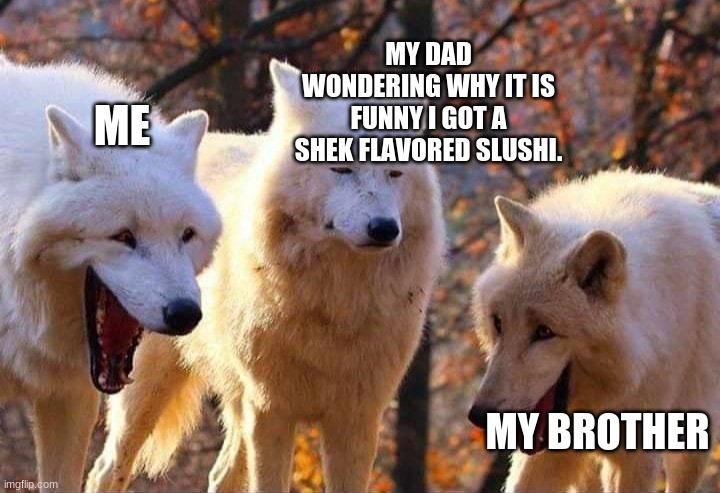 ME
MY DAD
WONDERING WHY IT IS
FUNNY I GOT A
SHEK FLAVORED SLUSHI.
MY BROTHER
imgflip.com